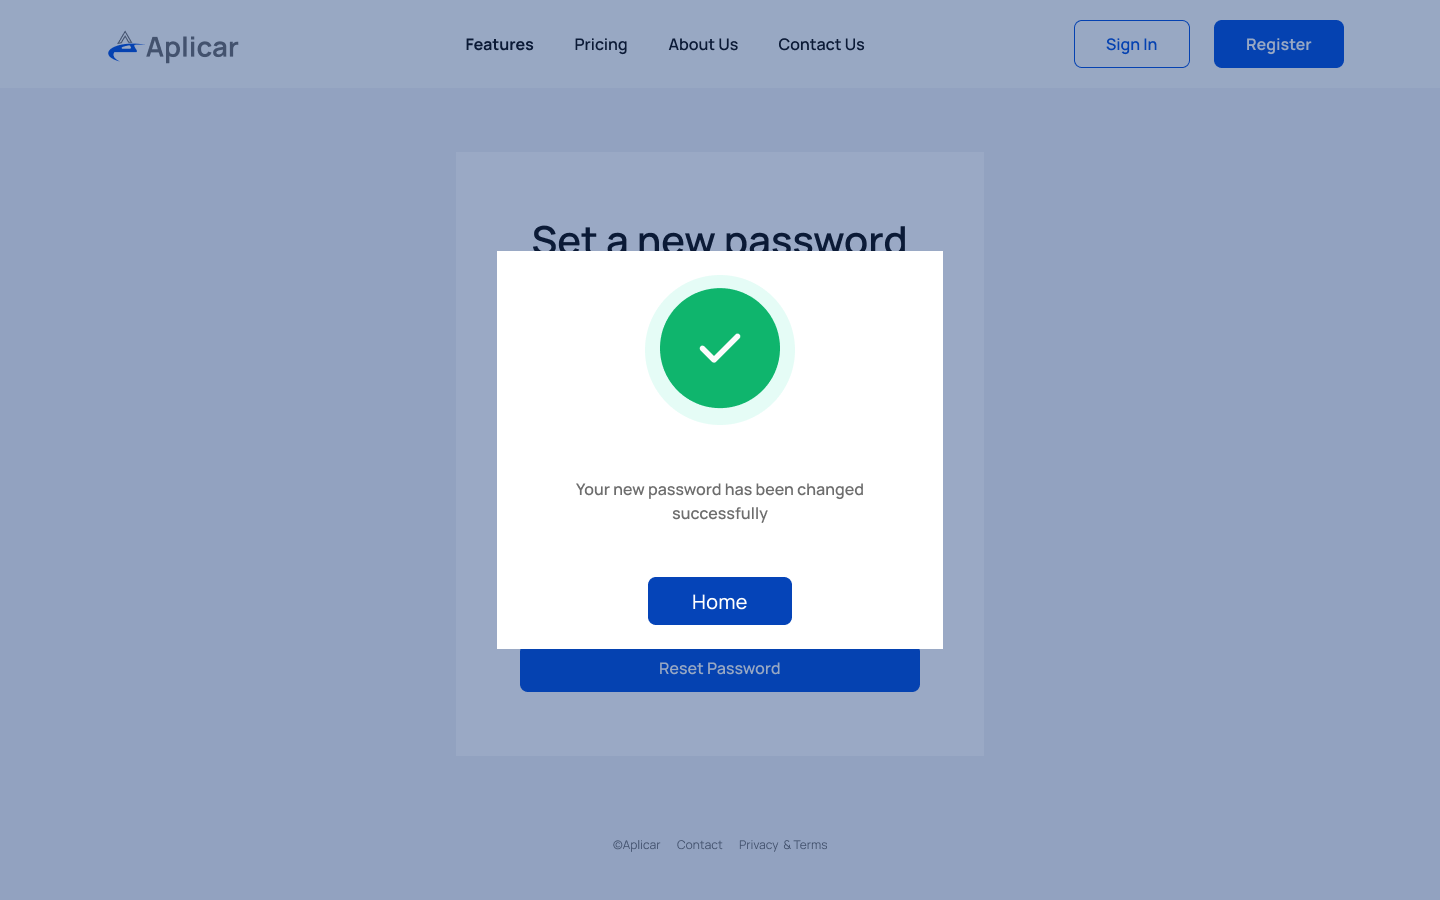 Aplicar
Features
Pricing
About Us
Contact Us
Sign In
Register
Set a new password
Your new password has been changed
successfully
Home
Reset Password
©Aplicar
Contact
Privacy & Terms